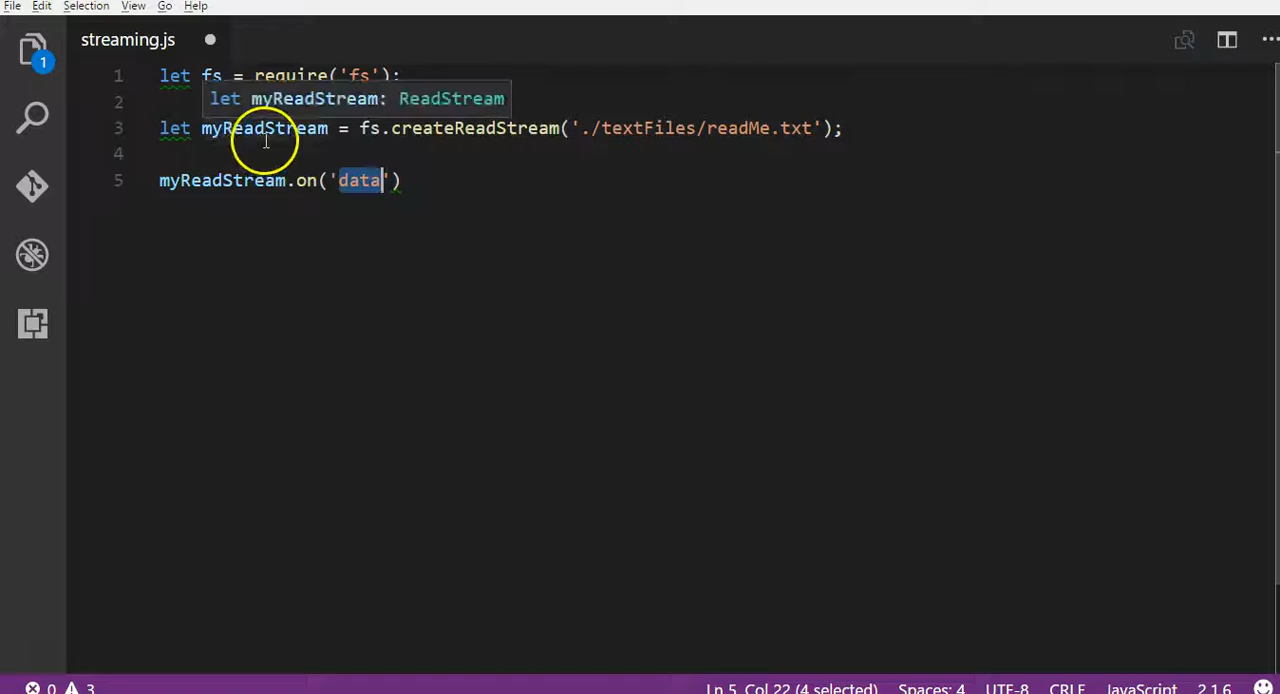 File Edit Selection View Go Help
streaming.js
1 let fs = require('fs');
let myReadStream: ReadStream
2
3 let myReadStream = fs.createReadStream('./textFiles/readMe.txt');
4
5 myReadStream.on('data')
1
0 3 Ln 5, Col 22 (4 selected) Spaces: 4 UTF-8 CRLF JavaScript 2.1.6